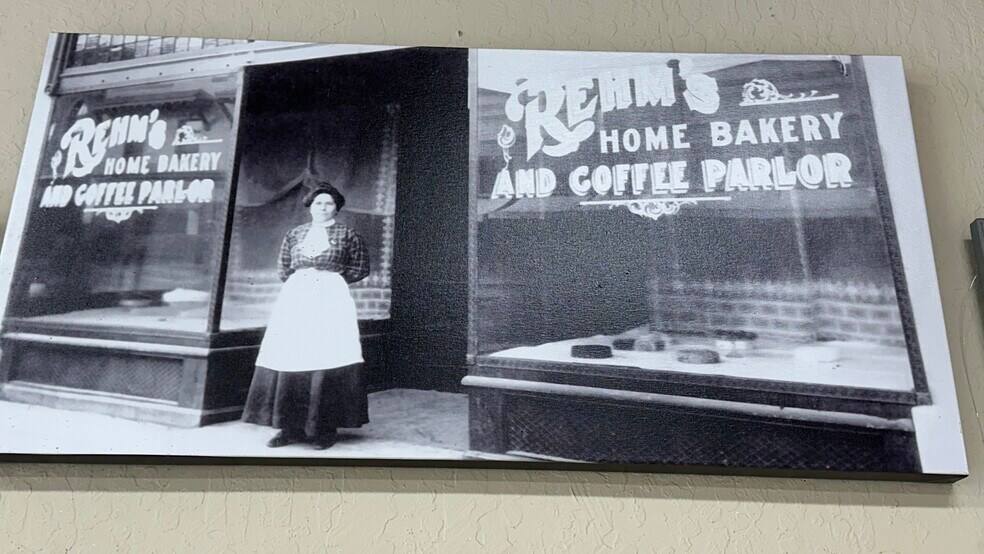 REHM'S
HOME BAKERY
AND COFFEE PARLOR
REHM'S
HOME BAKERY
AND COFFEE PARLOR